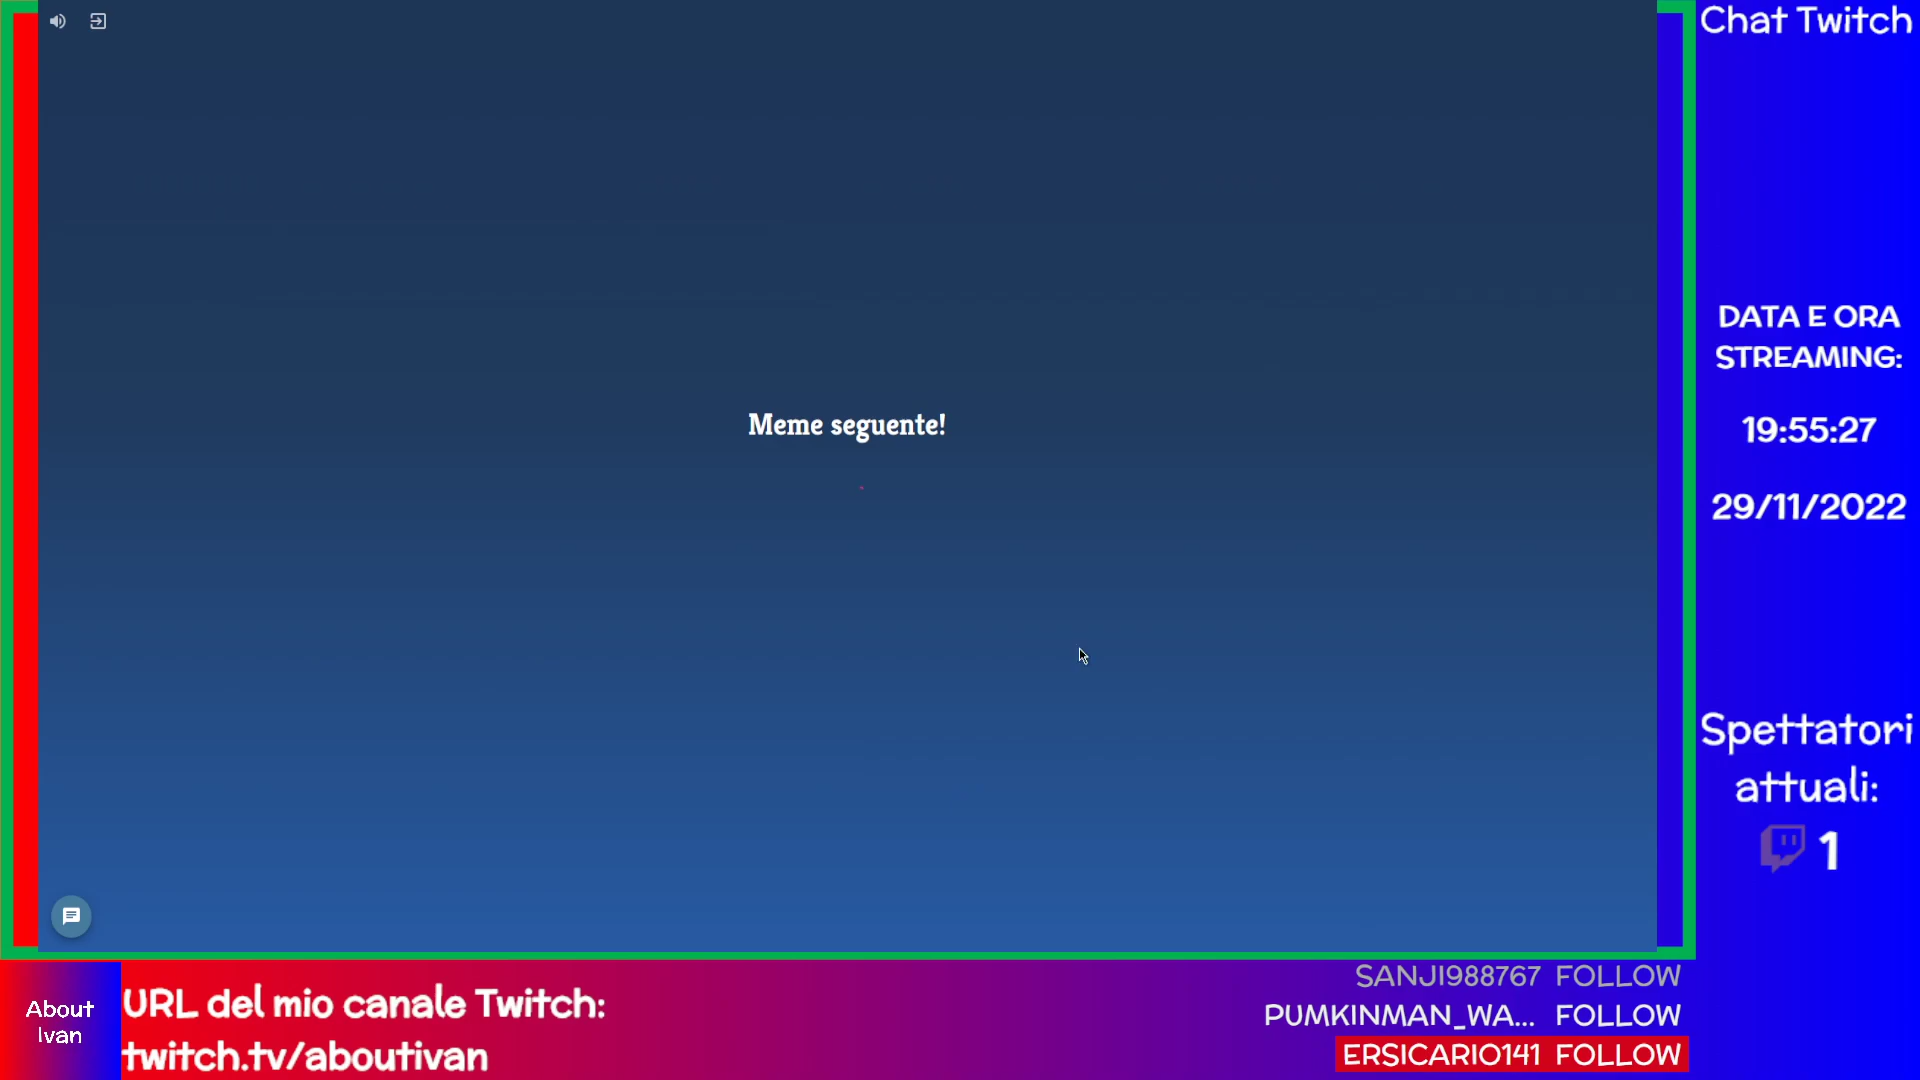 Meme seguente!
Chat Twitch
DATA E ORA
STREAMING:
19:55:27
29/11/2022
Spettatori
attuali:
1
About
Ivan
URL del mio canale Twitch:
twitch.tv/aboutivan
SANJI988767 FOLLOW
PUMKINMAN_WA... FOLLOW
ERSICARIO141 FOLLOW